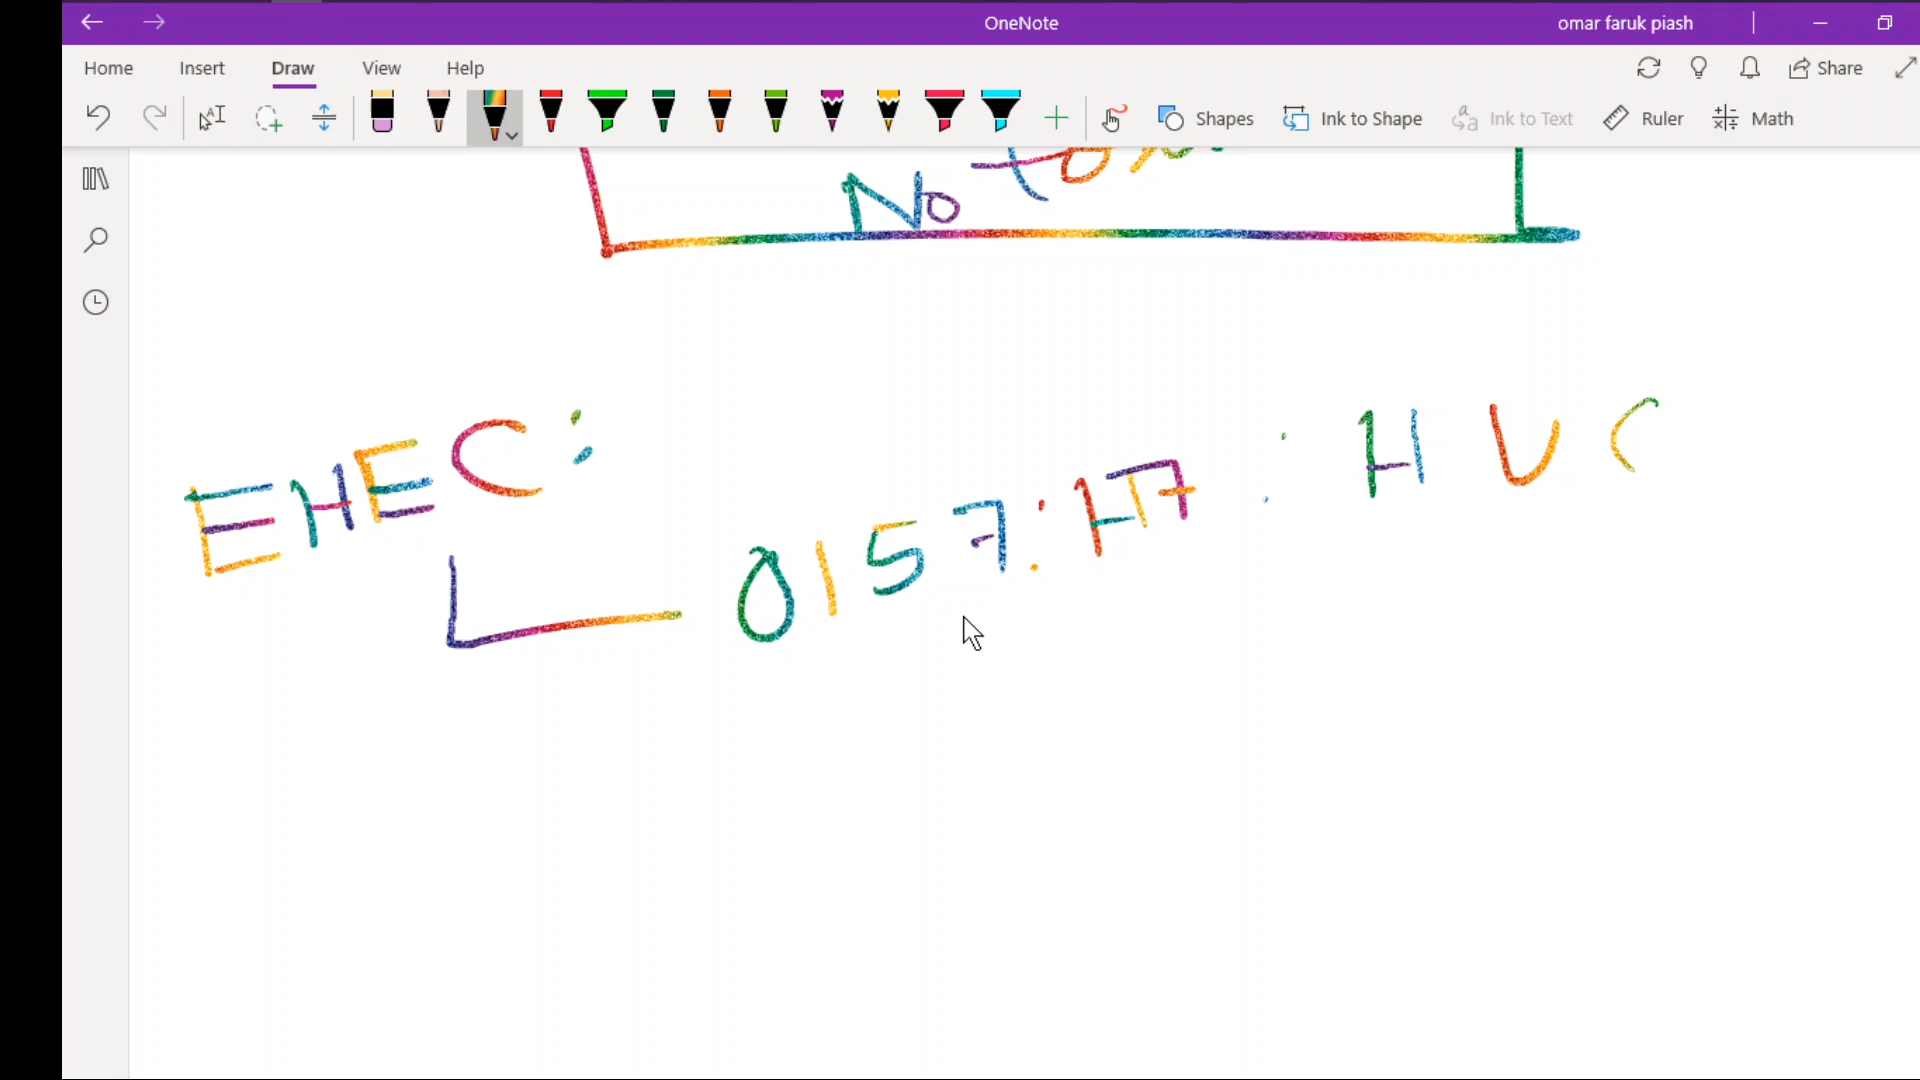 OneNote
omar faruk piash
Home Insert Draw View Help
Share
Shapes Ink to Shape Ink to Text Ruler Math
No
EHEC: : HUC
0157:H7